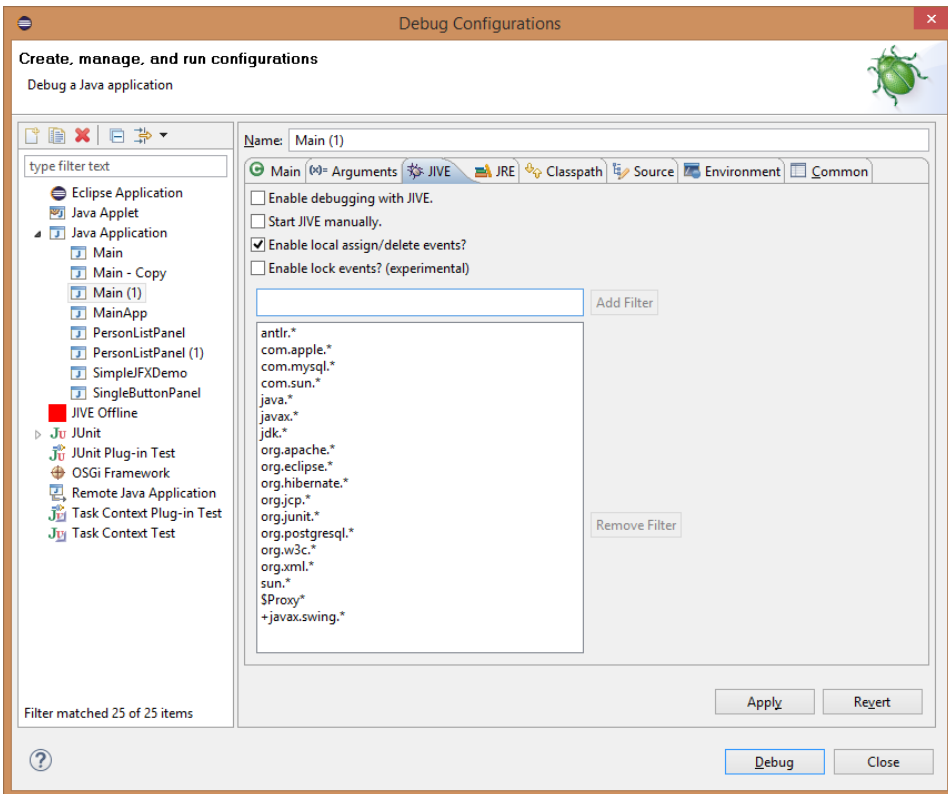 Debug Configurations
Create, manage, and run configurations
Debug a Java application
type filter text
Eclipse Application
Java Applet
Java Application
Main
Main - Copy
Main (1)
MainApp
PersonListPanel
PersonListPanel (1)
SimpleJFXDemo
SingleButtonPanel
JIVE Offline
JUnit
JUnit Plug-in Test
OSGi Framework
Remote Java Application
Task Context Plug-in Test
Task Context Test
Filter matched 25 of 25 items
Name: Main (1)
Main (x)= Arguments JIVE JRE Classpath Source Environment Common
Enable debugging with JIVE.
Start JIVE manually.
Enable local assign/delete events?
Enable lock events? (experimental)
Add Filter
antlr.*
com.apple.*
com.mysql.*
com.sun.*
java.*
javax.*
jdk.*
org.apache.*
org.eclipse.*
org.hibernate.*
org.jcp.*
org.junit.*
org.postgresql.*
org.w3c.*
org.xml.*
sun.*
$Proxy*
+javax.swing.*
Remove Filter
Apply Revert
Debug Close